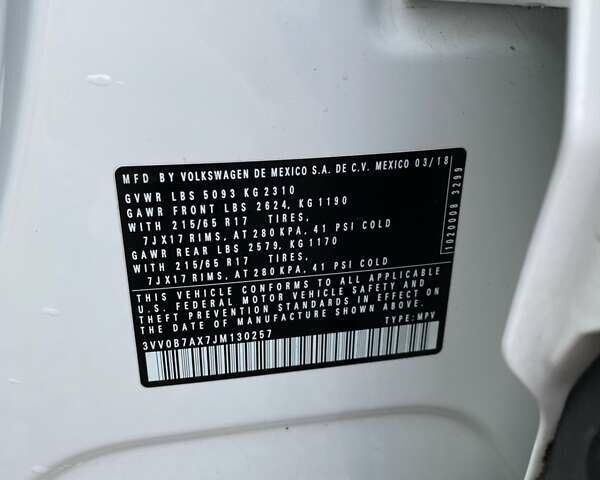 MFD BY VOLKSWAGEN DE MEXICO S.A. DE C.V. MEXICO 03/18
GVWR LBS 5093 KG 2310
GAWR FRONT LBS 2624, KG 1190
WITH 215/65 R17 TIRES,
7JX17 RIMS, AT 280 KPA, 41 PSI COLD
GAWR REAR LBS 2579, KG 1170
WITH 215/65 R17 TIRES,
7JX17 RIMS, AT 280 KPA, 41 PSI COLD
THIS VEHICLE CONFORMS TO ALL APPLICABLE
U.S. FEDERAL MOTOR VEHICLE SAFETY AND
THEFT PREVENTION STANDARDS IN EFFECT ON
THE DATE OF MANUFACTURE SHOWN ABOVE.
3VV0B7AX7JM130257 TYPE: MPV
1020008 3299